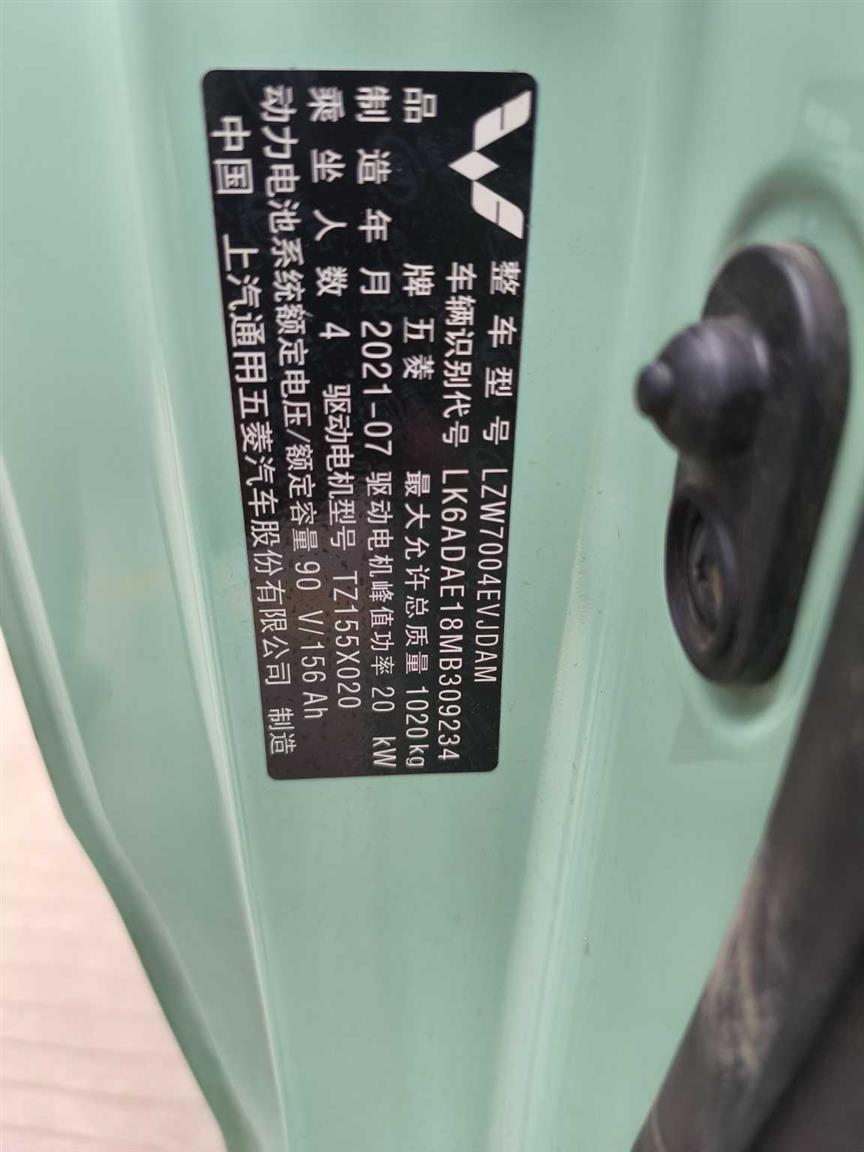 整车型号 LZW7004EVJDAM
车辆识别代号 LK6ADAE18MB309234
品牌 五菱 最大允许总质量 1020kg
制造年月 2021-07 驱动电机峰值功率 20 kW
乘坐人数 4 驱动电机型号 TZ155X020
动力电池系统额定电压/额定容量 90 V/156 Ah
中国 上汽通用五菱汽车股份有限公司 制造